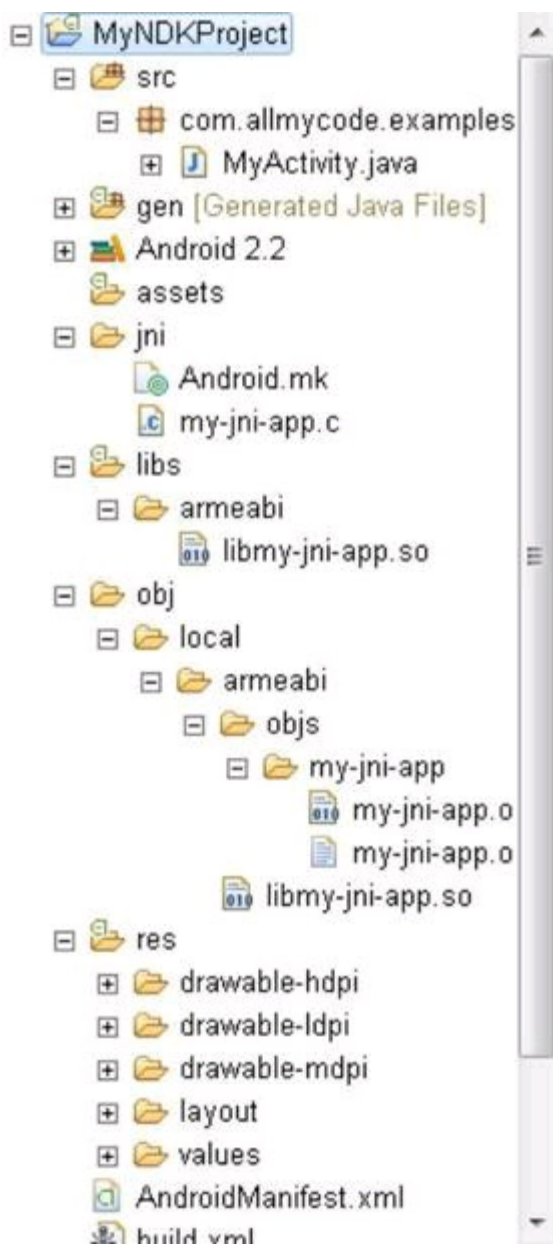 MyNDKProject
src
com.allmycode.examples
MyActivity.java
gen [Generated Java Files]
Android 2.2
assets
jni
Android.mk
my-jni-app.c
libs
armeabi
libmy-jni-app.so
obj
local
armeabi
objs
my-jni-app
my-jni-app.o
my-jni-app.o
libmy-jni-app.so
res
drawable-hdpi
drawable-ldpi
drawable-mdpi
layout
values
AndroidManifest.xml
build.xml